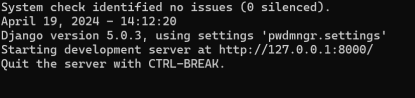 System check identified no issues (0 silenced).
April 19, 2024 - 14:12:20
Django version 5.0.3, using settings 'pwdmngr.settings'
Starting development server at http://127.0.0.1:8000/
Quit the server with CTRL-BREAK.